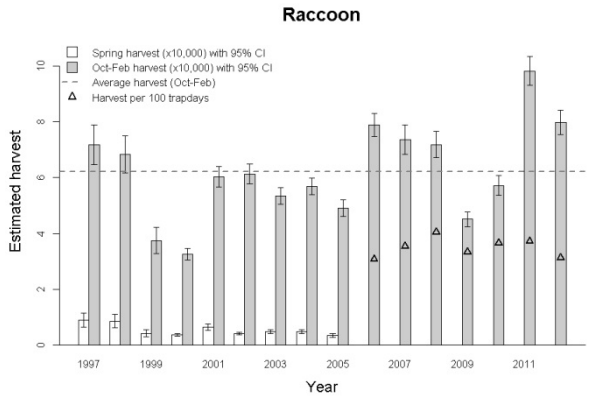 Raccoon
Spring harvest (x10,000) with 95% CI
Oct-Feb harvest (x10,000) with 95% CI
Average harvest (Oct-Feb)
Harvest per 100 trapdays
Estimated harvest
10
8
6
4
2
0
1997 1999 2001 2003 2005 2007 2009 2011
Year